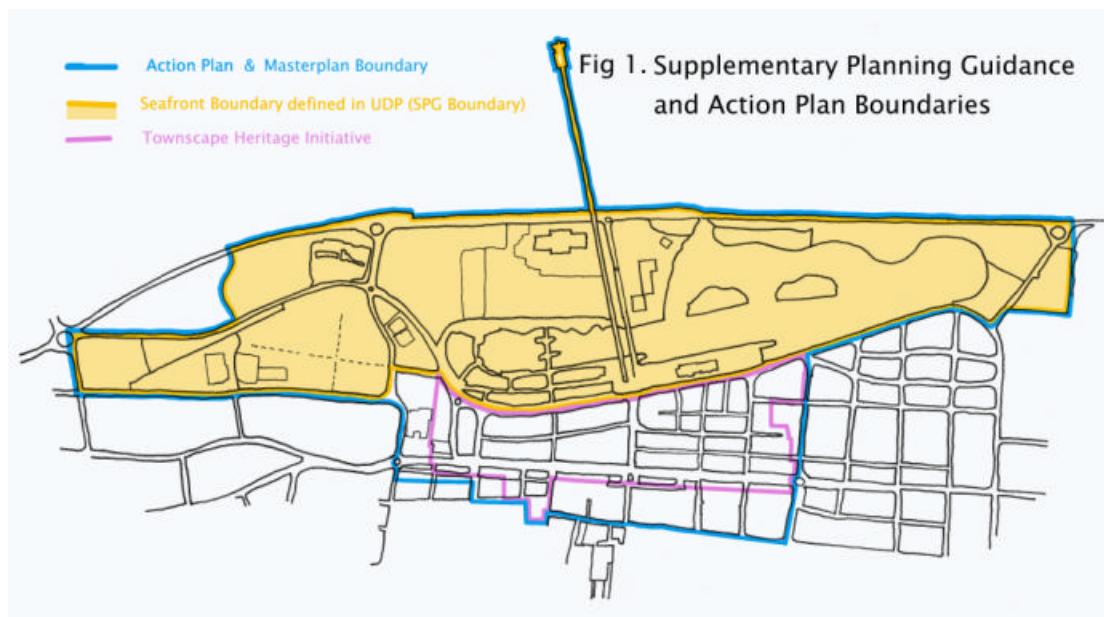 Fig 1. Supplementary Planning Guidance
and Action Plan Boundaries
Action Plan & Masterplan Boundary
Seafront Boundary defined in UDP (SPG Boundary)
Townscape Heritage Initiative